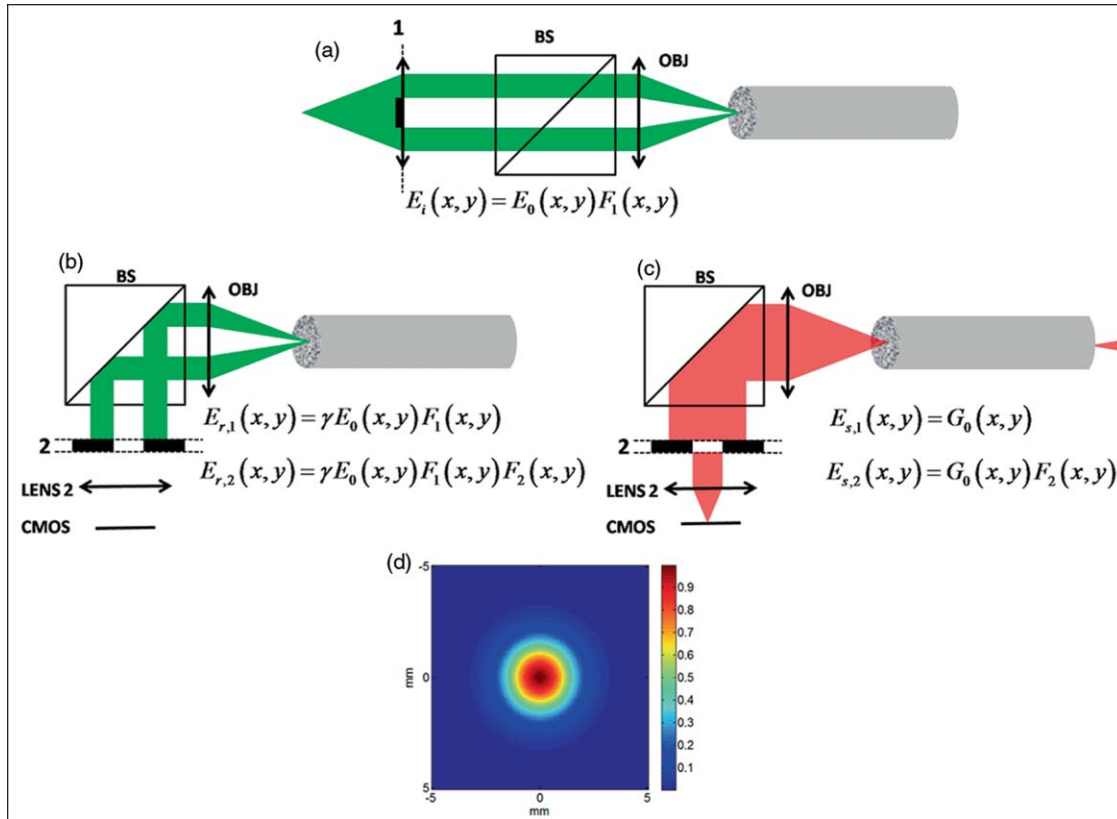 (a)
1
BS
OBJ
E_i(x, y) = E_0(x, y)F_1(x, y)
(b)
BS
OBJ
E_{r,1}(x, y) = γE_0(x, y)F_1(x, y)
2
E_{r,2}(x, y) = γE_0(x, y)F_1(x, y)F_2(x, y)
LENS 2
CMOS
(c)
BS
OBJ
E_{s,1}(x, y) = G_0(x, y)
2
E_{s,2}(x, y) = G_0(x, y)F_2(x, y)
LENS 2
CMOS
(d)
-5
0
5
mm
-5 0 5
mm
0.9
0.8
0.7
0.6
0.5
0.4
0.3
0.2
0.1